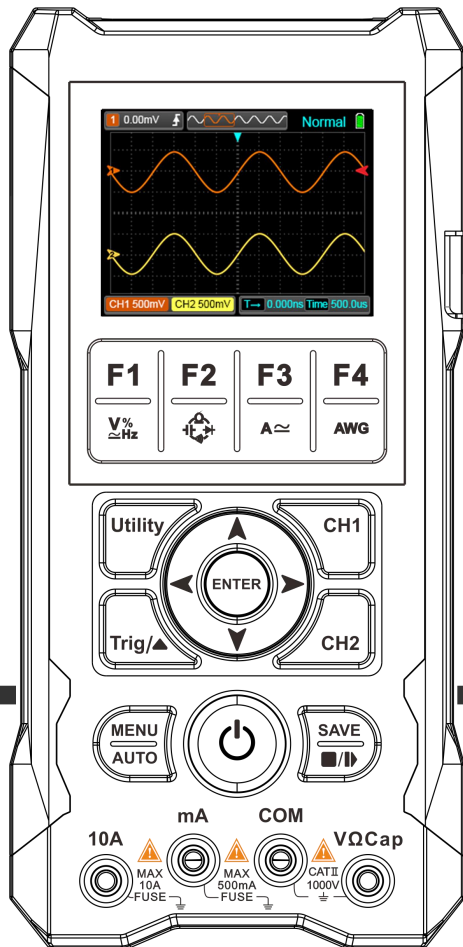 1 0.00mV Normal
2
2
CH1 500mV CH2 500mV T→ 0.000ns Time 500.0us
F1 F2 F3 F4
V% ≃Hz Ω A≃ AWG
Utility CH1
ENTER
Trig/▲ CH2
MENU SAVE
AUTO ■/▷
mA COM
10A VΩCap
MAX 10A FUSE
MAX 500mA FUSE
CATⅡ 1000V